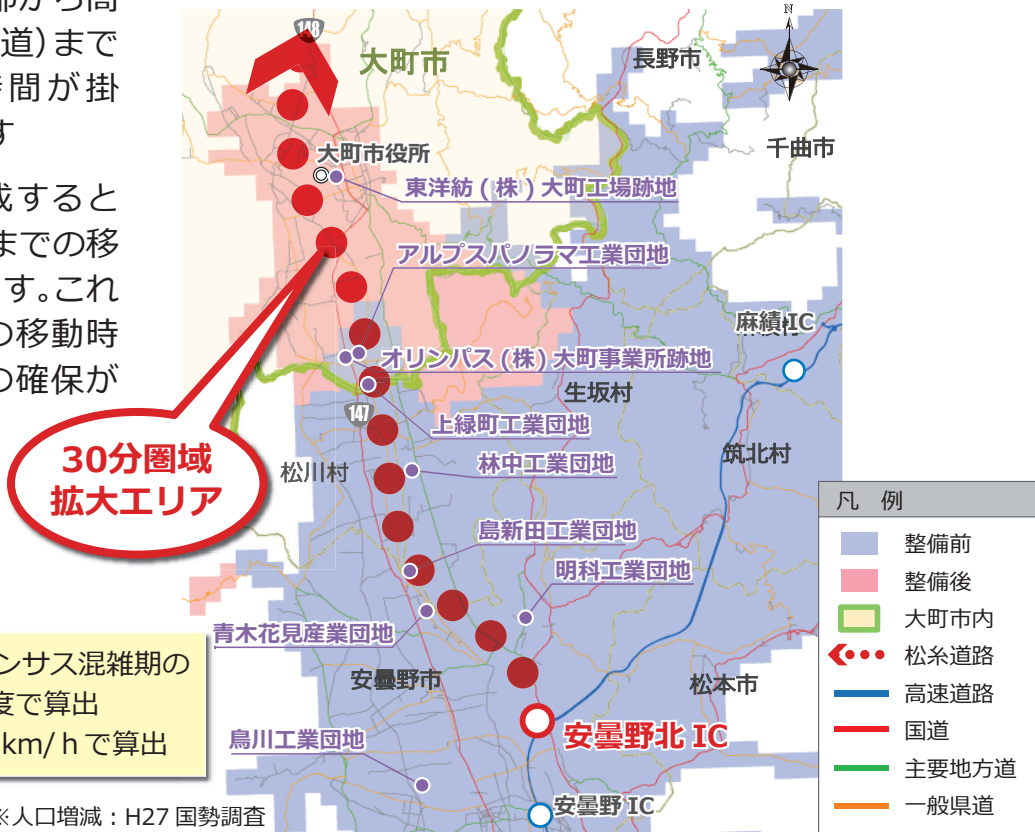 部から高
道)まで
時間が掛
す
成すると
までの移
す。これ
の移動時
の確保が
30分圏域
拡大エリア
ンサス混雑期の
度で算出
km/hで算出
※人口増減：H27 国勢調査
148
大町市
長野市
N
千曲市
大町市役所
東洋紡(株)大町工場跡地
アルプスパノラマ工業団地
麻績IC
オリンパス(株)大町事業所跡地
生坂村
147
上緑町工業団地
松川村
林中工業団地
筑北村
島新田工業団地
明科工業団地
青木花見産業団地
安曇野市
松本市
安曇野北 IC
烏川工業団地
安曇野 IC
凡 例
整備前
整備後
大町市内
松糸道路
高速道路
国道
主要地方道
一般県道